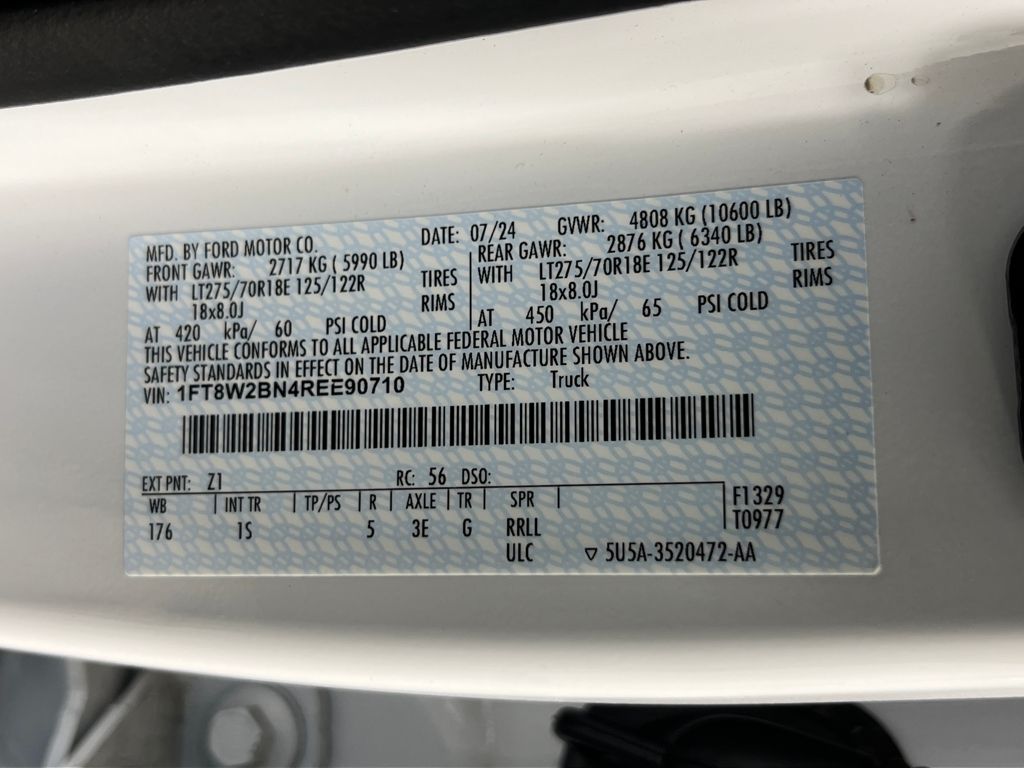 MFD. BY FORD MOTOR CO. DATE: 07/24 GVWR: 4808 KG (10600 LB)
FRONT GAWR: 2717 KG ( 5990 LB) REAR GAWR: 2876 KG ( 6340 LB)
WITH LT275/70R18E 125/122R TIRES WITH LT275/70R18E 125/122R TIRES
18x8.0J RIMS 18x8.0J RIMS
AT 420 kPa/ 60 PSI COLD AT 450 kPa/ 65 PSI COLD
THIS VEHICLE CONFORMS TO ALL APPLICABLE FEDERAL MOTOR VEHICLE
SAFETY STANDARDS IN EFFECT ON THE DATE OF MANUFACTURE SHOWN ABOVE.
VIN: 1FT8W2BN4REE90710 TYPE: Truck
EXT PNT: Z1 RC: 56 DSO:
WB INT TR TP/PS R AXLE TR SPR F1329
176 1S 5 3E G RRLL T0977
ULC ▽ 5U5A-3520472-AA